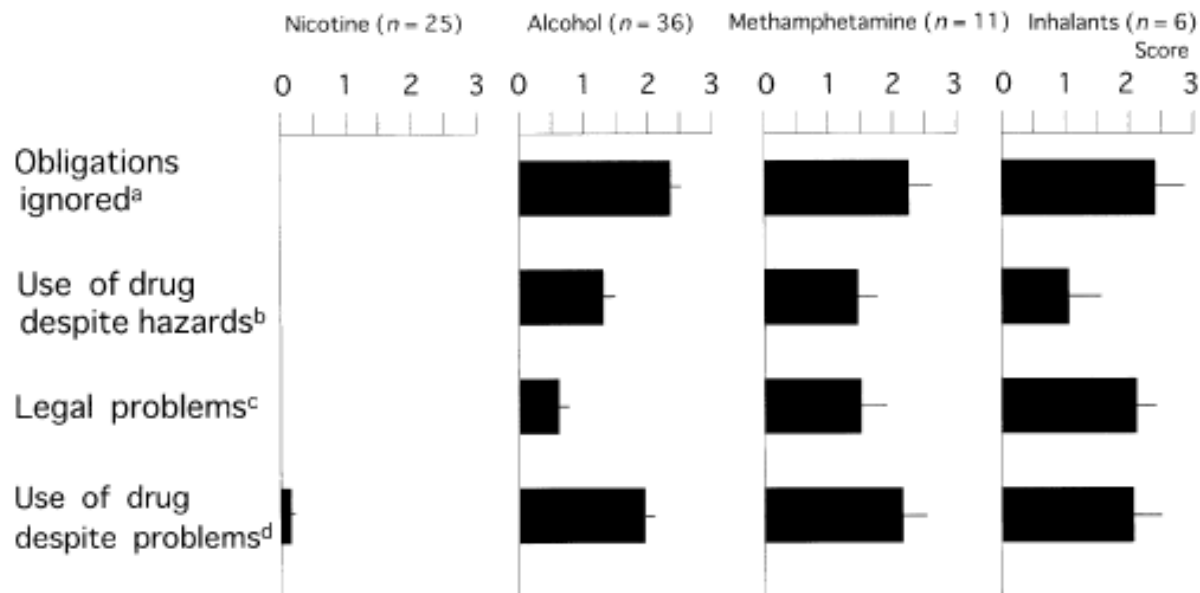 Nicotine (n = 25) Alcohol (n = 36) Methamphetamine (n = 11) Inhalants (n = 6)
Score
0 1 2 3 0 1 2 3 0 1 2 3 0 1 2 3
Obligations
ignoredᵃ
Use of drug
despite hazardsᵇ
Legal problemsᶜ
Use of drug
despite problemsᵈ